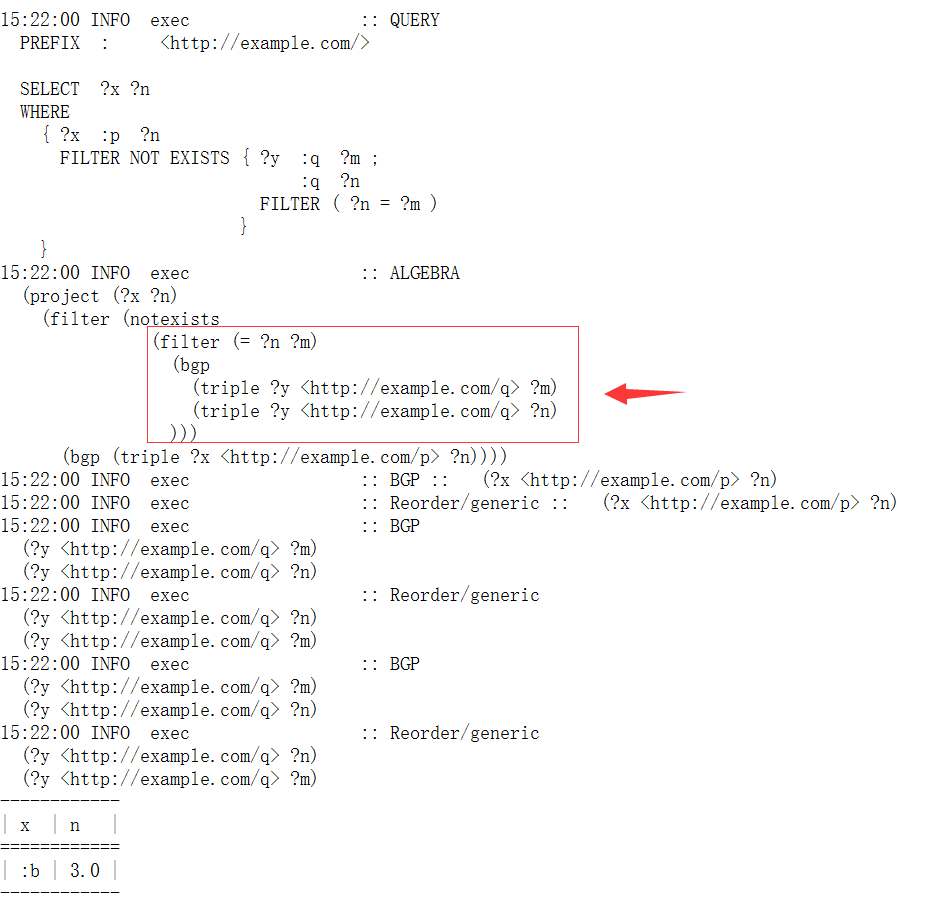 15:22:00 INFO  exec                 :: QUERY
  PREFIX  :     <http://example.com/>
  SELECT  ?x ?n
  WHERE
    { ?x  :p  ?n
      FILTER NOT EXISTS { ?y  :q  ?m ;
                              :q  ?n
                          FILTER ( ?n = ?m )
                        }
    }
15:22:00 INFO  exec                 :: ALGEBRA
  (project (?x ?n)
    (filter (notexists
               (filter (= ?n ?m)
                 (bgp
                   (triple ?y <http://example.com/q> ?m)
                   (triple ?y <http://example.com/q> ?n)
                 )))
      (bgp (triple ?x <http://example.com/p> ?n))))
15:22:00 INFO  exec                 :: BGP ::   (?x <http://example.com/p> ?n)
15:22:00 INFO  exec                 :: Reorder/generic ::   (?x <http://example.com/p> ?n)
15:22:00 INFO  exec                 :: BGP
  (?y <http://example.com/q> ?m)
  (?y <http://example.com/q> ?n)
15:22:00 INFO  exec                 :: Reorder/generic
  (?y <http://example.com/q> ?n)
  (?y <http://example.com/q> ?m)
15:22:00 INFO  exec                 :: BGP
  (?y <http://example.com/q> ?m)
  (?y <http://example.com/q> ?n)
15:22:00 INFO  exec                 :: Reorder/generic
  (?y <http://example.com/q> ?n)
  (?y <http://example.com/q> ?m)
------------
| x  | n   |
============
| :b | 3.0 |
------------